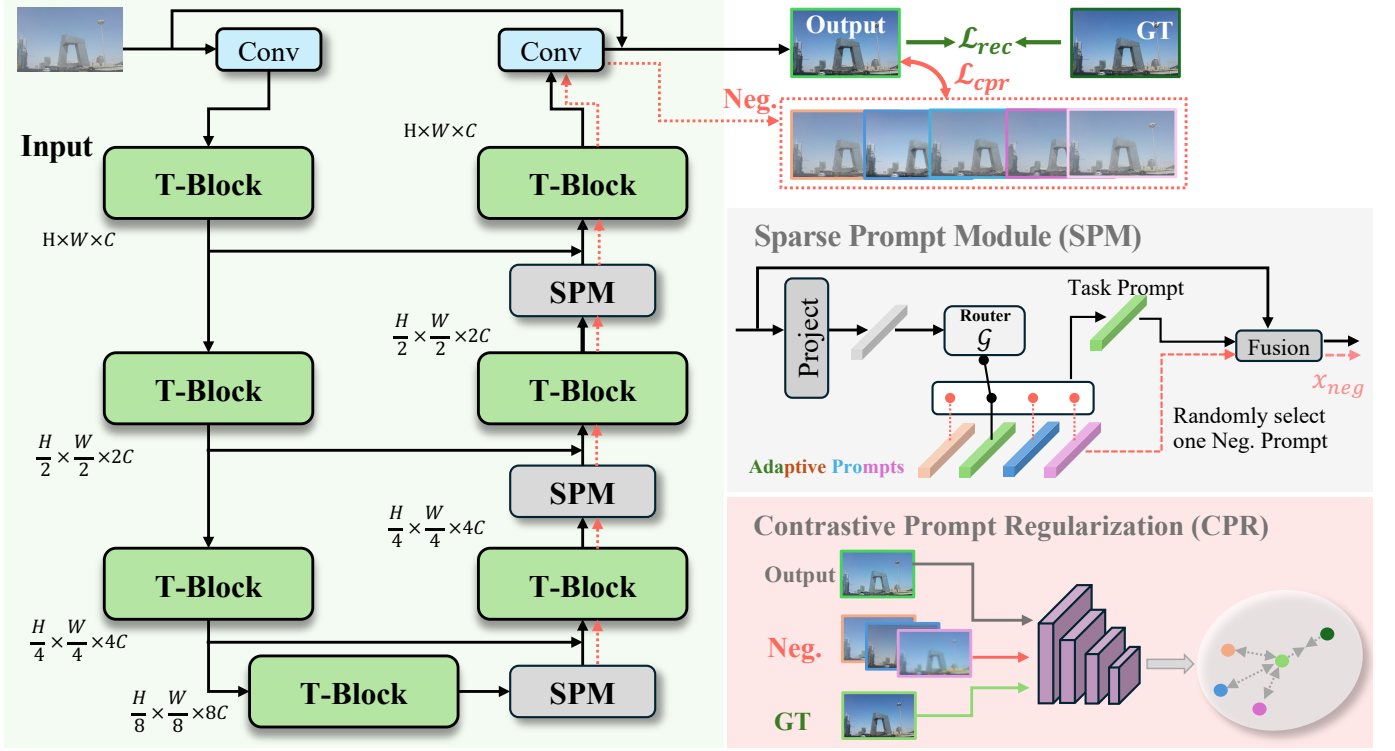 Conv
Conv
Output
GT
ℒ_rec
ℒ_cpr
Neg.
Input
H×W×C
T-Block
T-Block
H×W×C
SPM
H/2 × W/2 ×2C
T-Block
T-Block
H/2 × W/2 ×2C
SPM
H/4 × W/4 ×4C
T-Block
T-Block
H/4 × W/4 ×4C
T-Block
SPM
H/8 × W/8 ×8C
Sparse Prompt Module (SPM)
Task Prompt
Project
Router
𝒢
Fusion
x_neg
Randomly select
one Neg. Prompt
Adaptive Prompts
Contrastive Prompt Regularization (CPR)
Output
Neg.
GT